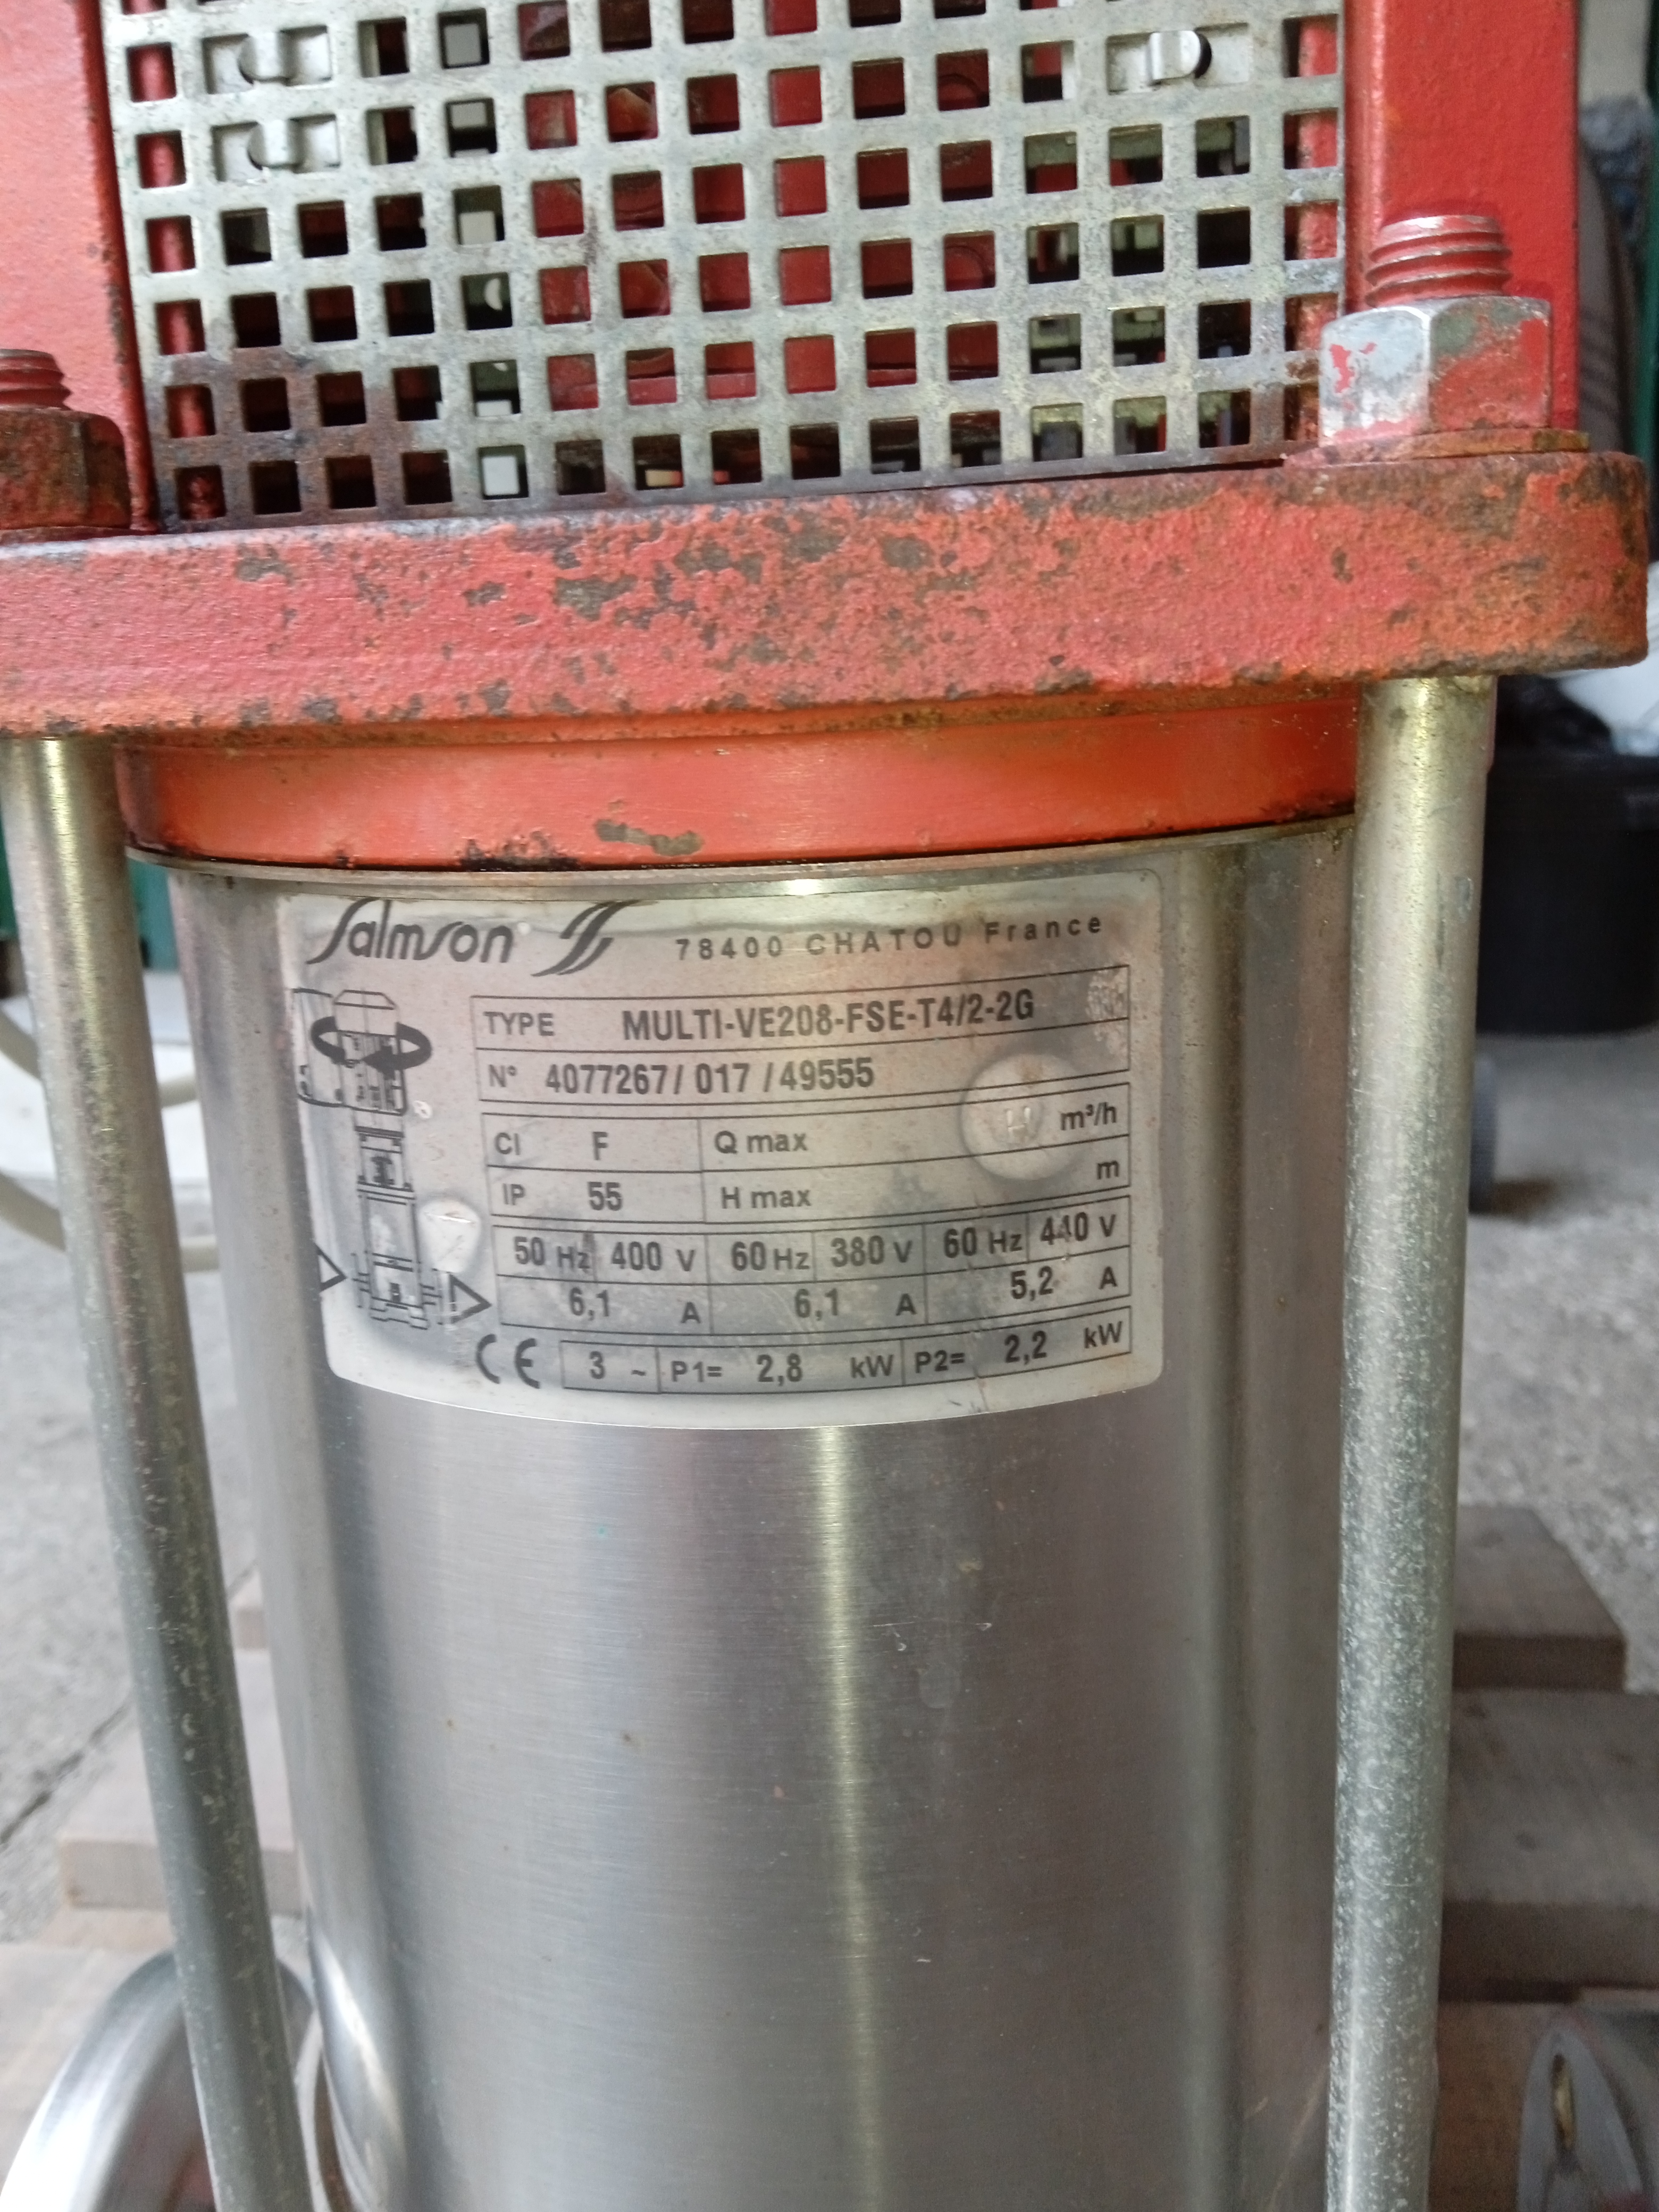 Salmson 78400 CHATOU France
TYPE MULTI-VE208-FSE-T4/2-2G
N° 4077267/ 017 /49555
Cl F Q max m³/h
IP 55 H max m
50 Hz 400 V 60 Hz 380 V 60 Hz 440 V
6,1 A 6,1 A 5,2 A
CE 3 ~ P1= 2,8 kW P2= 2,2 kW